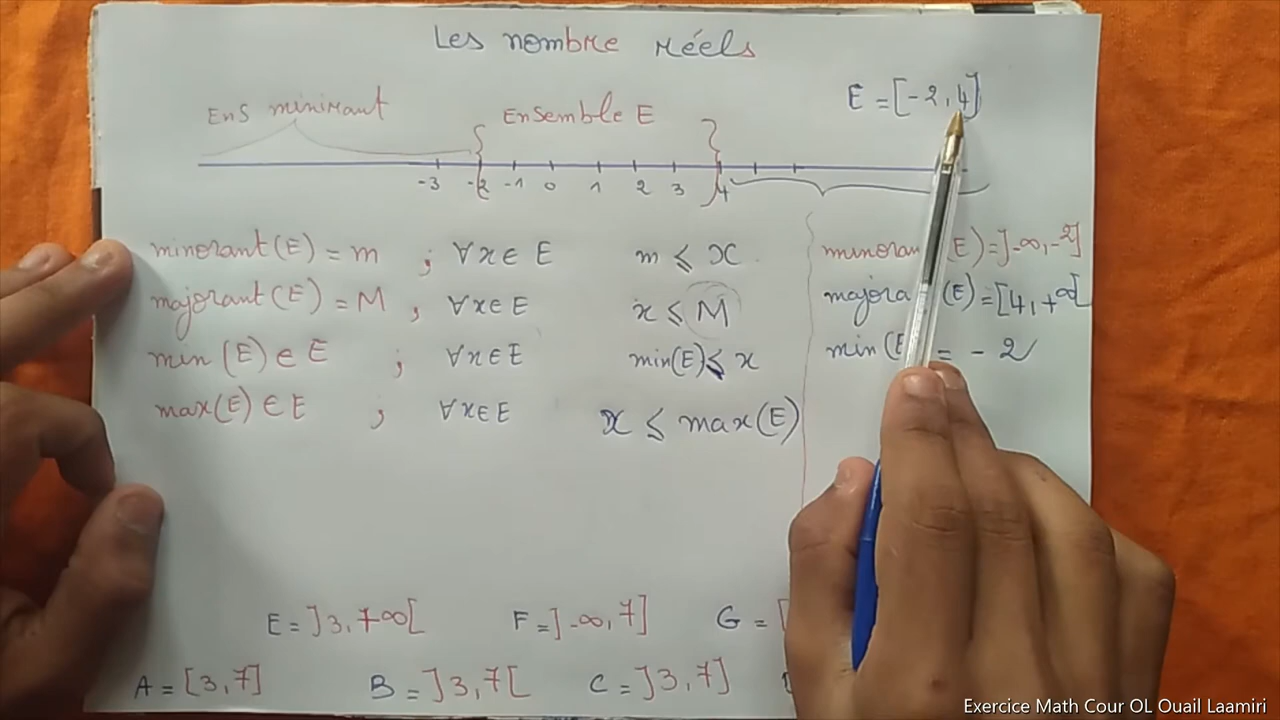 Les nombre réels
E = [-2, 4]
Ens minirant
Ensemble E
-3 -2 -1 0 1 2 3 4
minorant(E) = m ; ∀x∈E m ⩽ x
majorant(E) = M , ∀x∈E x ⩽ M
min (E) ∈ E ; ∀x∈E min(E) ⩽ x
max(E) ∈ E , ∀x∈E x ⩽ max(E)
E)=]-∞,-2]
(E)=[4,+∞[
min(E = - 2
E = ]3,+∞[ F = ]-∞,7] G = [
A = [3,7] B = ]3,7[ C = ]3,7]
Exercice Math Cour OL Ouail Laamiri